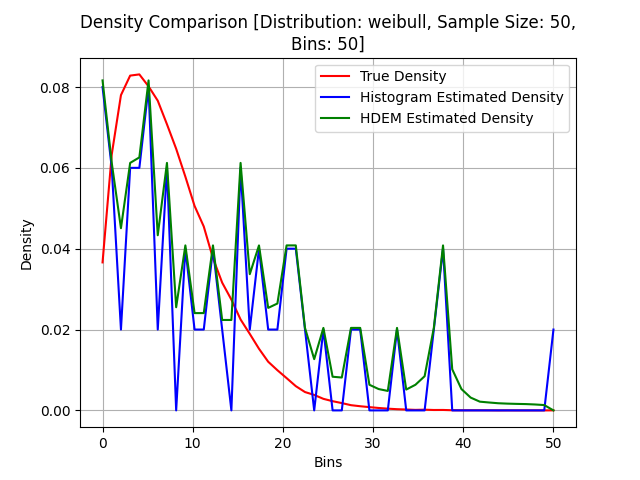 Density Comparison [Distribution: weibull, Sample Size: 50,
Bins: 50]
True Density
Histogram Estimated Density
HDEM Estimated Density
Density
0.08
0.06
0.04
0.02
0.00
0 10 20 30 40 50
Bins